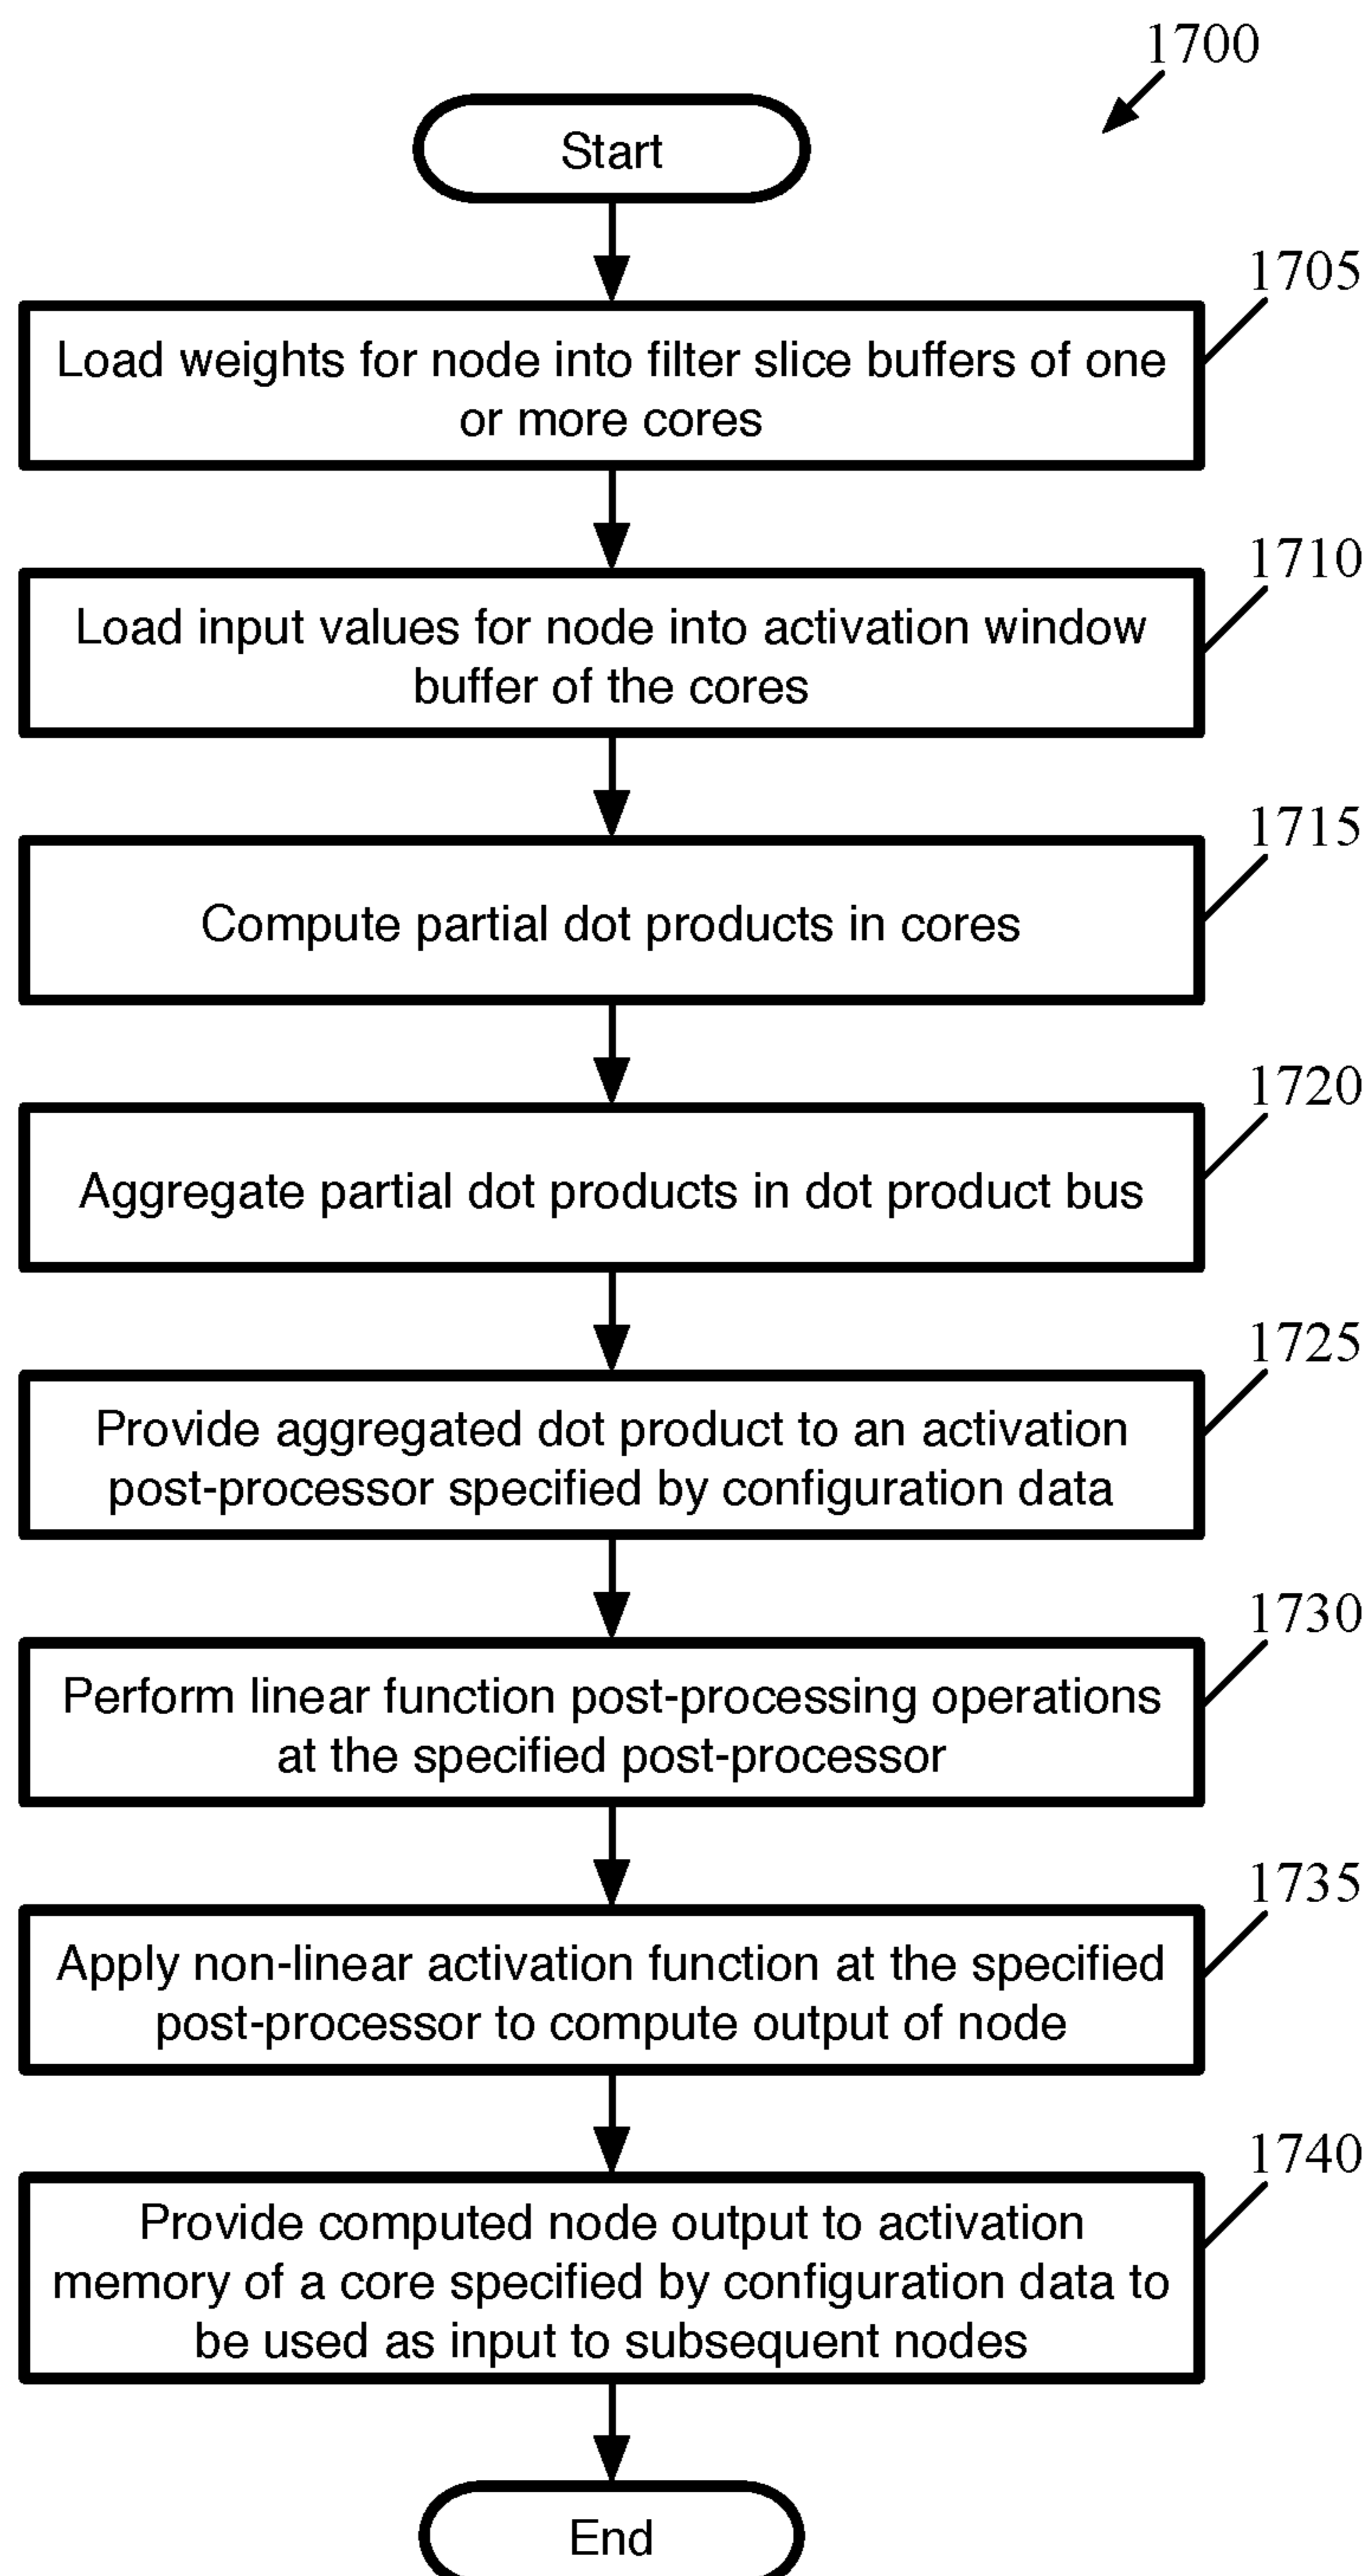 1700
Start
1705
Load weights for node into filter slice buffers of one
or more cores
1710
Load input values for node into activation window
buffer of the cores
1715
Compute partial dot products in cores
1720
Aggregate partial dot products in dot product bus
1725
Provide aggregated dot product to an activation
post-processor specified by configuration data
1730
Perform linear function post-processing operations
at the specified post-processor
1735
Apply non-linear activation function at the specified
post-processor to compute output of node
1740
Provide computed node output to activation
memory of a core specified by configuration data to
be used as input to subsequent nodes
End